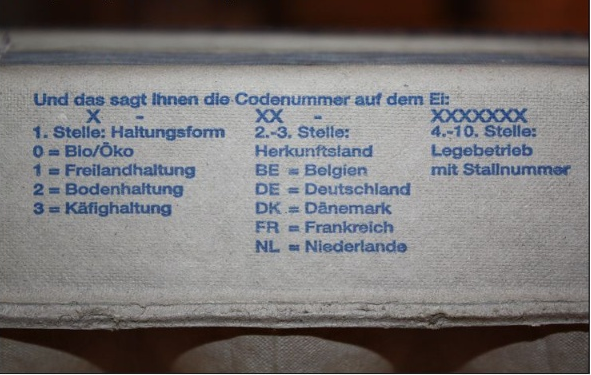 Und das sagt Ihnen die Codenummer auf dem Ei:
X - XX - XXXXXXX
1. Stelle: Haltungsform 2.-3. Stelle: 4.-10. Stelle:
0 = Bio/Öko Herkunftsland Legebetrieb
1 = Freilandhaltung BE = Belgien mit Stallnummer
2 = Bodenhaltung DE = Deutschland
3 = Käfighaltung DK = Dänemark
FR = Frankreich
NL = Niederlande